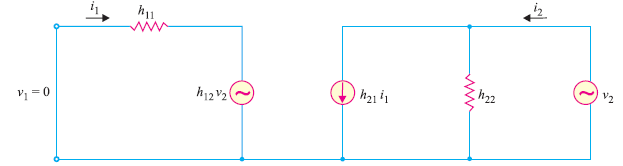 i₁
h₁₁
i₂
v₁ = 0
h₁₂ v₂
h₂₁ i₁
h₂₂
v₂